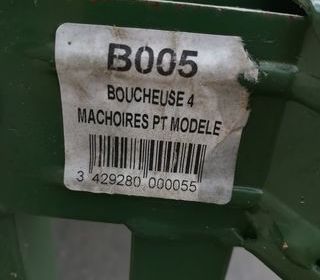 B005
BOUCHEUSE 4
MACHOIRES PT MODELE
3 429280 000055